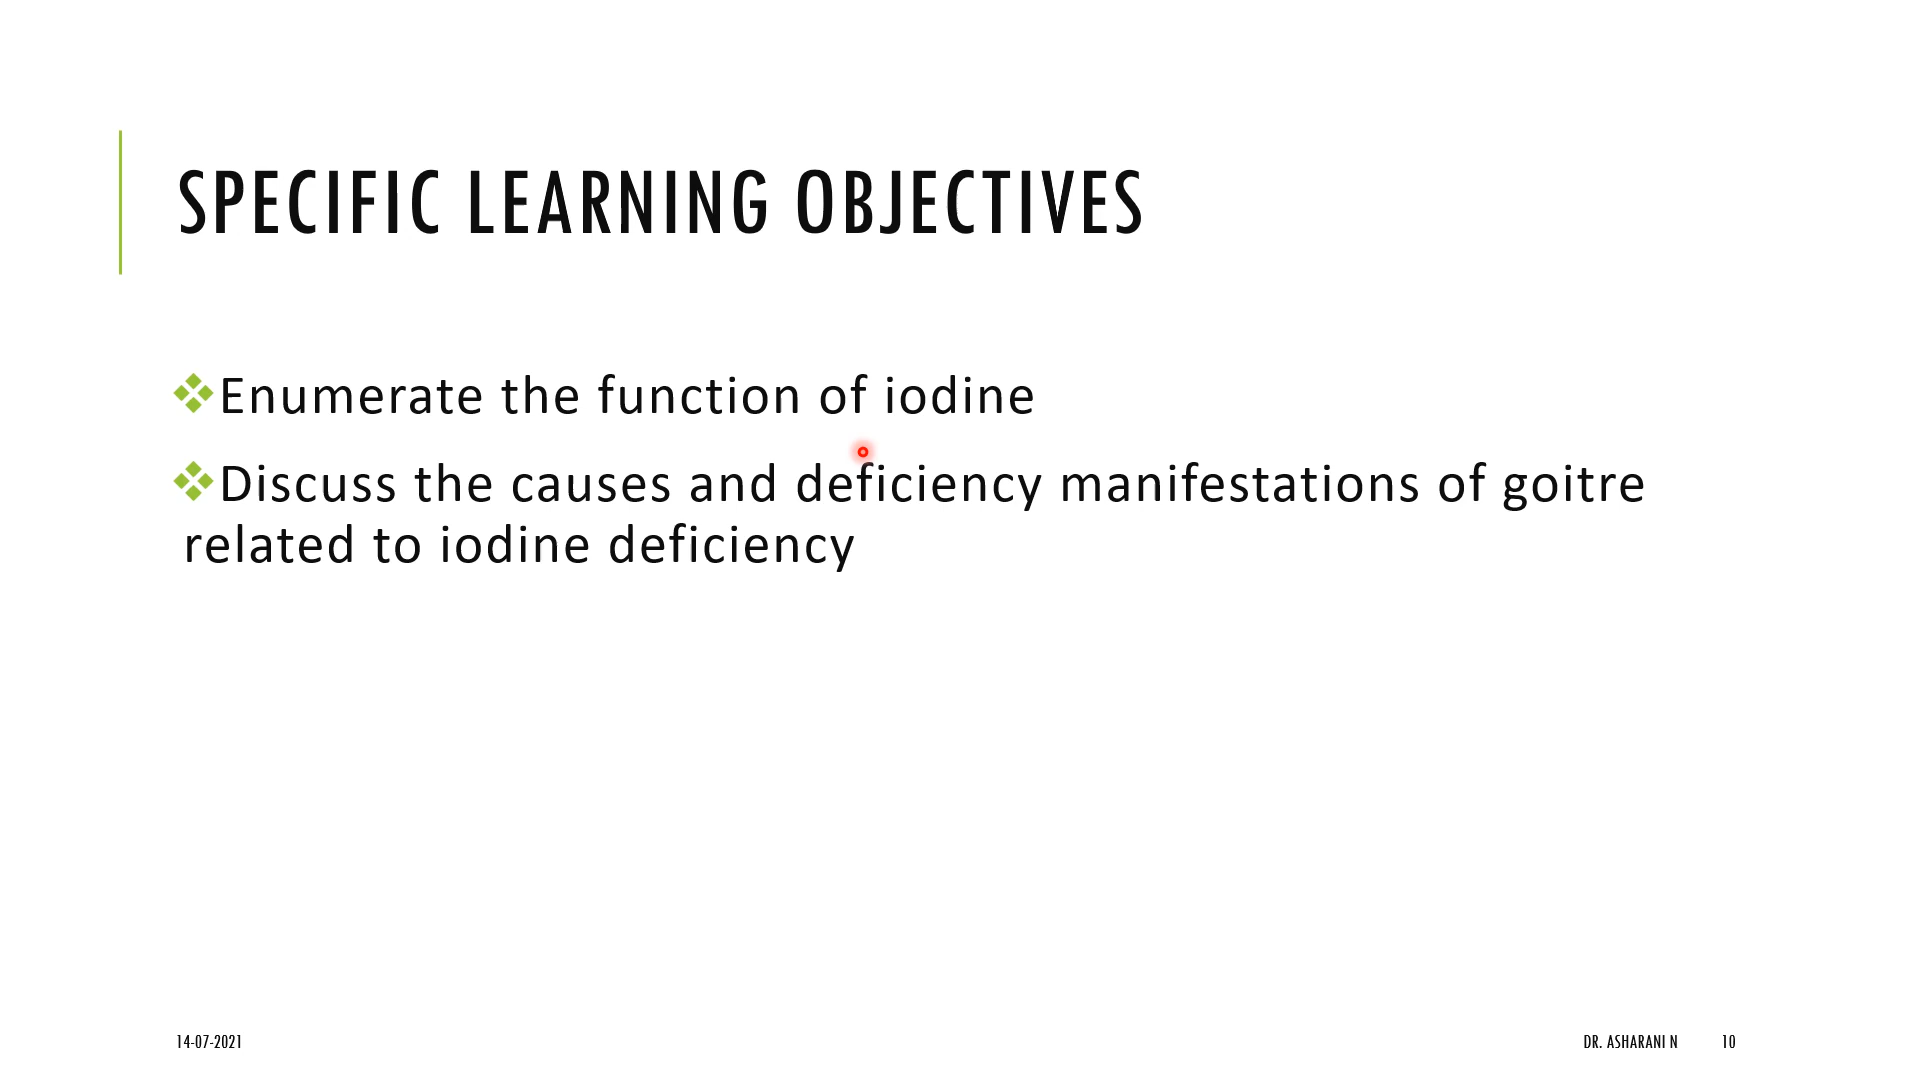 SPECIFIC LEARNING OBJECTIVES
Enumerate the function of iodine
Discuss the causes and deficiency manifestations of goitre
related to iodine deficiency
14-07-2021
DR. ASHARANI N
10